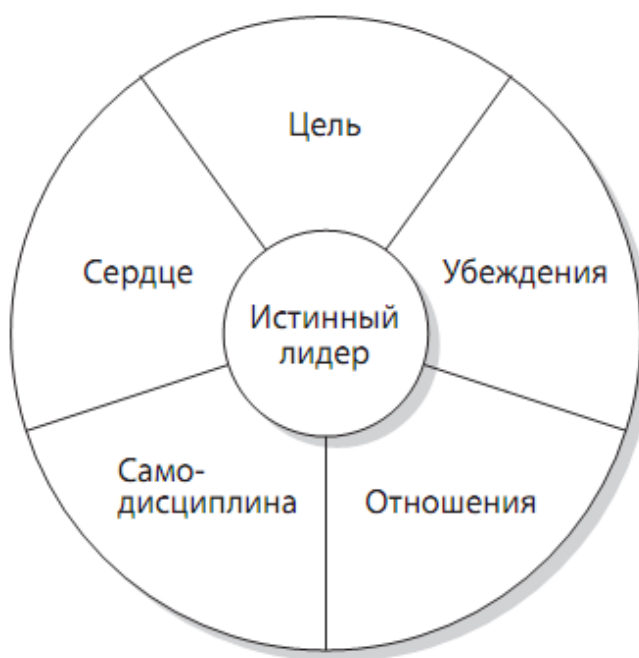 Цель
Сердце
Убеждения
Истинный
лидер
Само-
дисциплина
Отношения